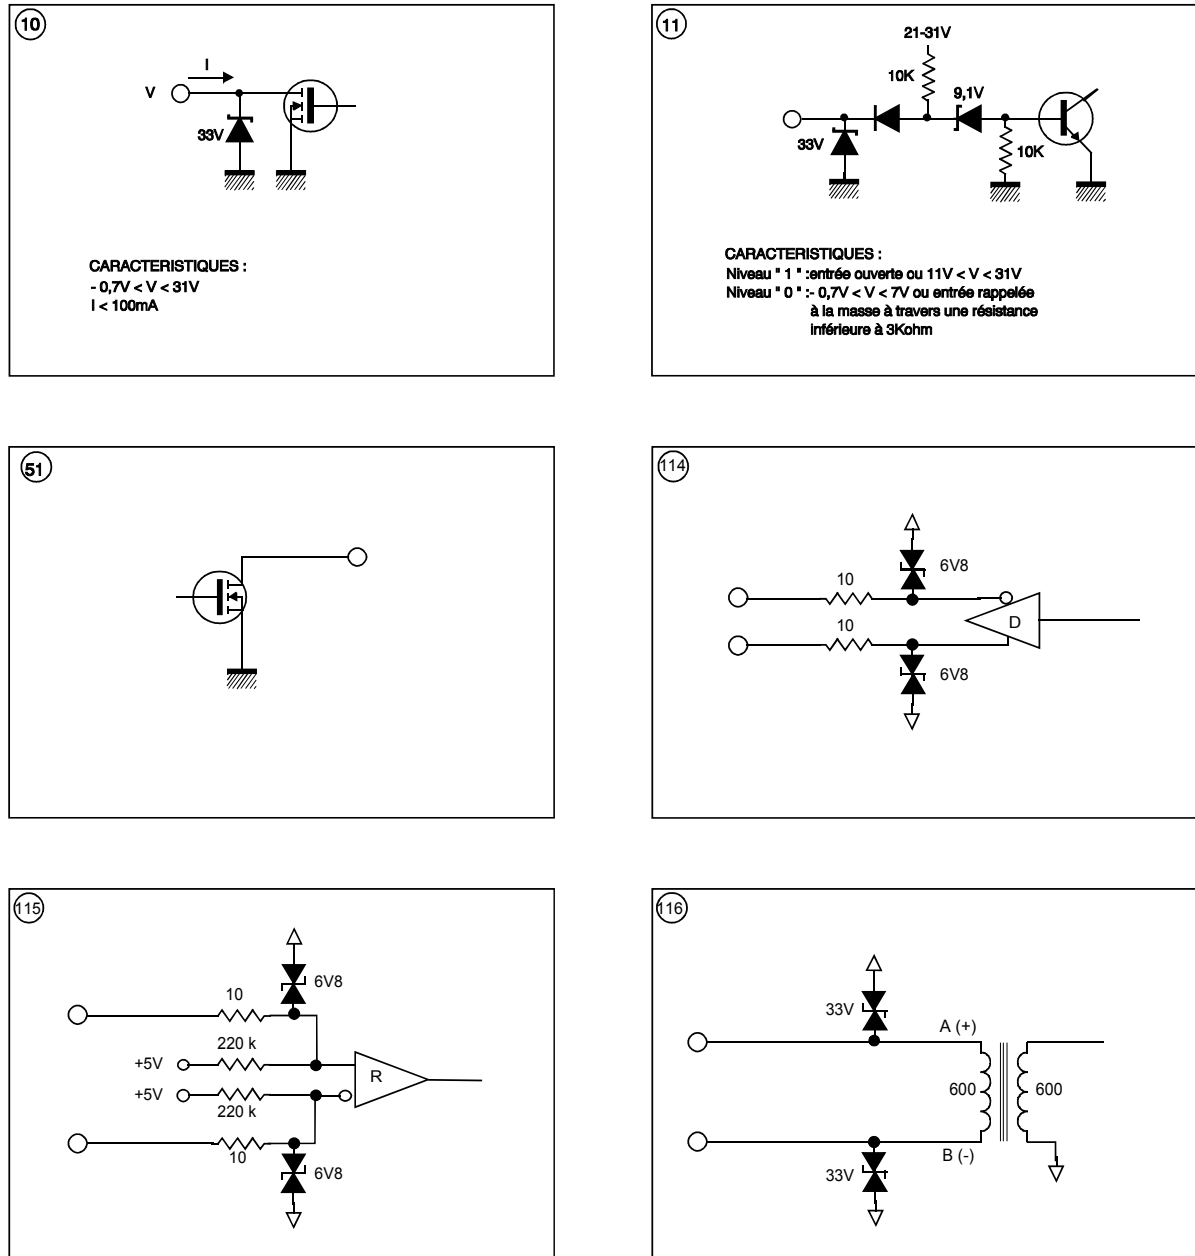 10
I
V
33V
CARACTERISTIQUES :
- 0,7V < V < 31V
I < 100mA
11
21-31V
10K
9,1V
33V
10K
CARACTERISTIQUES :
Niveau " 1 " :entrée ouverte ou 11V < V < 31V
Niveau " 0 " :- 0,7V < V < 7V ou entrée rappelée
à la masse à travers une résistance
inférieure à 3Kohm
51
114
6V8
10
10
D
6V8
115
6V8
10
220 k
+5V
R
+5V
220 k
10
6V8
116
33V
A (+)
600
600
B (-)
33V